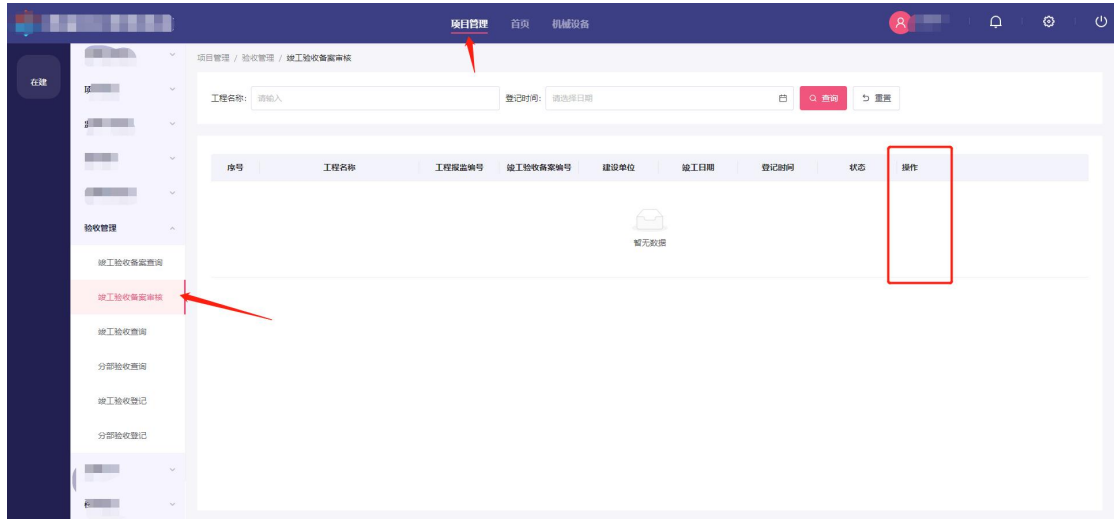 项目管理 首页 机械设备
在建
项目管理 / 验收管理 / 竣工验收备案审核
工程名称: 请输入 登记时间: 请选择日期 查询 重置
序号 工程名称 工程报监编号 竣工验收备案编号 建设单位 竣工日期 登记时间 状态 操作
暂无数据
验收管理
竣工验收备案查询
竣工验收备案审核
竣工验收查询
分部验收查询
竣工验收登记
分部验收登记